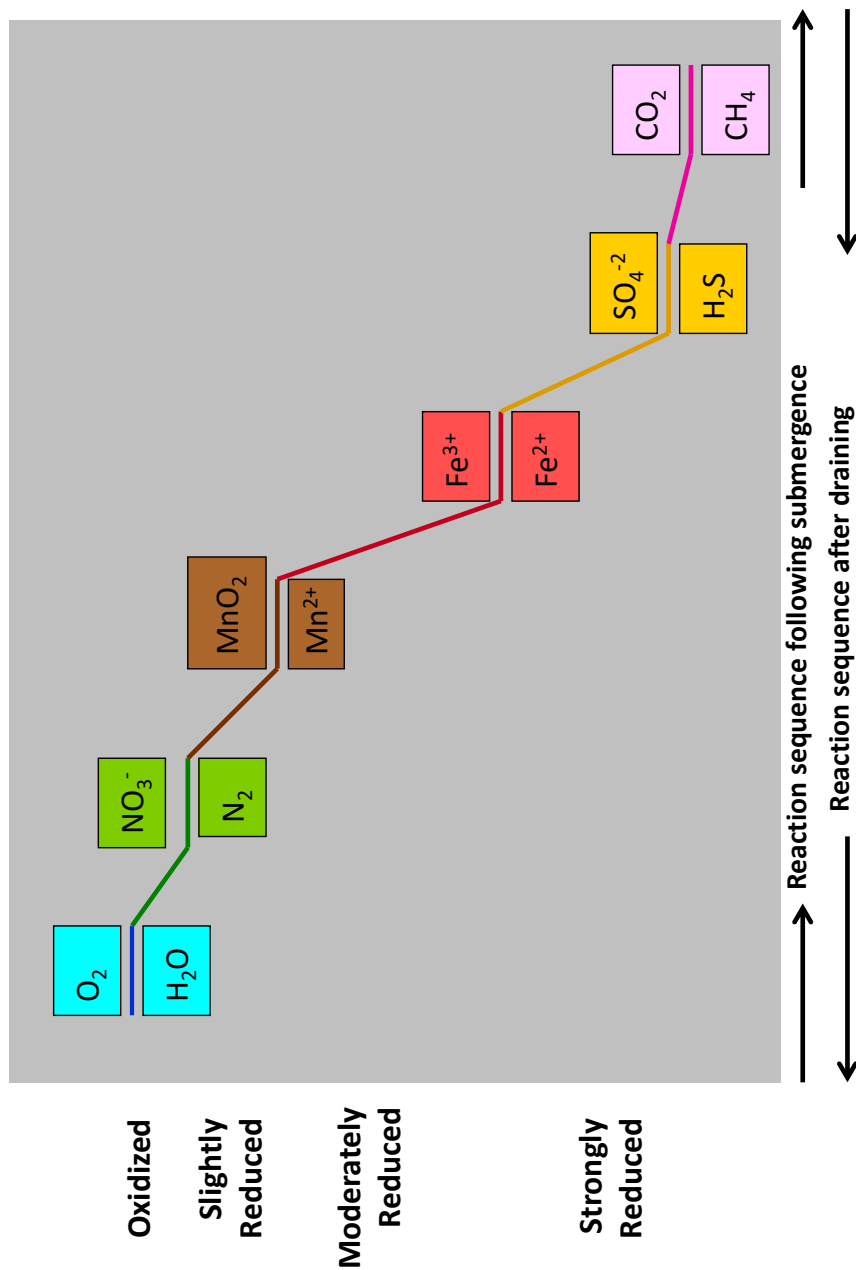 Oxidized
Slightly
Reduced
Moderately
Reduced
Strongly
Reduced
O₂
H₂O
NO₃⁻
N₂
MnO₂
Mn²⁺
Fe³⁺
Fe²⁺
SO₄⁻²
H₂S
CO₂
CH₄
Reaction sequence following submergence
Reaction sequence after draining